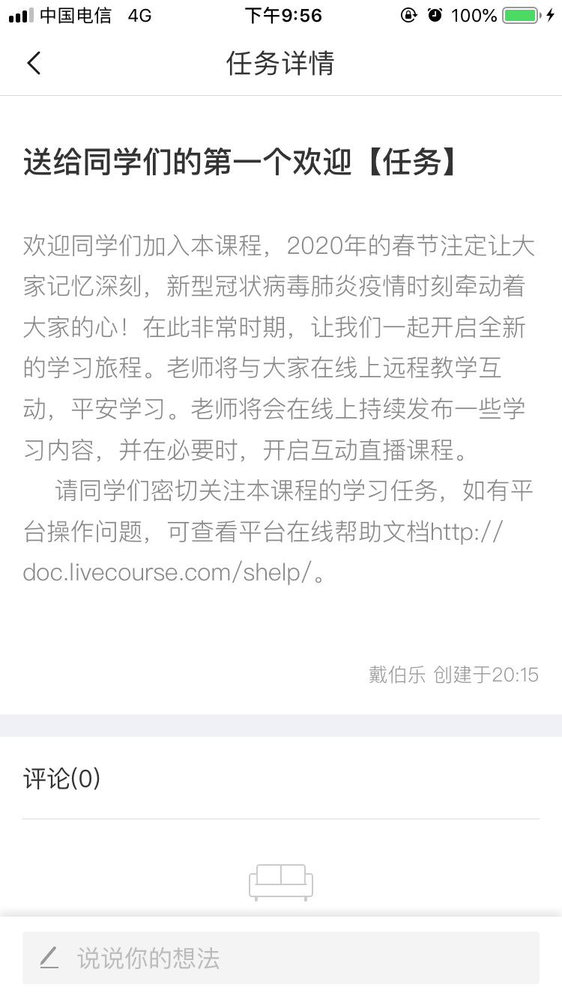 中国电信 4G 下午9:56 100%
任务详情
送给同学们的第一个欢迎【任务】
欢迎同学们加入本课程，2020年的春节注定让大
家记忆深刻，新型冠状病毒肺炎疫情时刻牵动着
大家的心！在此非常时期，让我们一起开启全新
的学习旅程。老师将与大家在线上远程教学互
动，平安学习。老师将会在线上持续发布一些学
习内容，并在必要时，开启互动直播课程。
请同学们密切关注本课程的学习任务，如有平
台操作问题，可查看平台在线帮助文档http://
doc.livecourse.com/shelp/。
戴伯乐 创建于20:15
评论(0)
说说你的想法